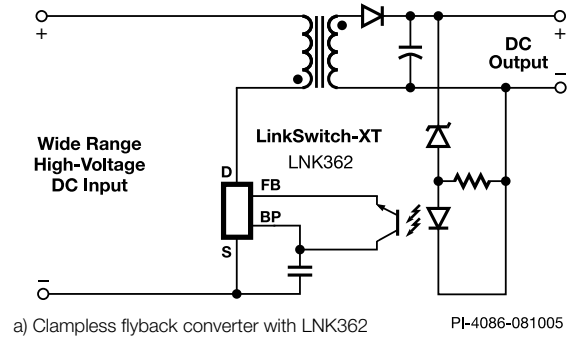 +
+
DC
Output
−
Wide Range
High-Voltage
DC Input
LinkSwitch-XT
LNK362
D
FB
BP
S
−
a) Clampless flyback converter with LNK362
PI-4086-081005